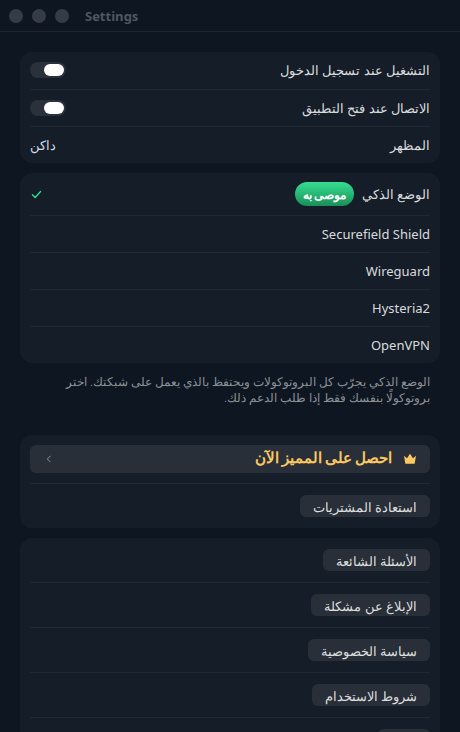 Settings
التشغيل عند تسجيل الدخول
الاتصال عند فتح التطبيق
المظهر داكن
الوضع الذكي موصى به
Securefield Shield
Wireguard
Hysteria2
OpenVPN
الوضع الذكي يجرّب كل البروتوكولات ويحتفظ بالذي يعمل على شبكتك. اختر
بروتوكولًا بنفسك فقط إذا طلب الدعم ذلك.
احصل على المميز الآن
استعادة المشتريات
الأسئلة الشائعة
الإبلاغ عن مشكلة
سياسة الخصوصية
شروط الاستخدام